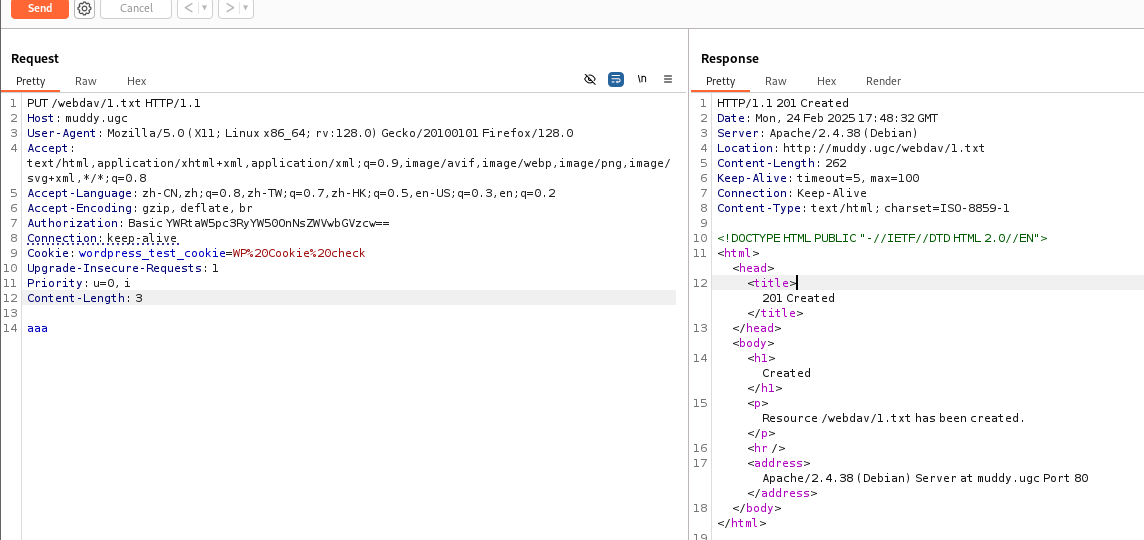 Send
Cancel
< ▾
> ▾
Request
Pretty Raw Hex
\n
1 PUT /webdav/1.txt HTTP/1.1
2 Host: muddy.ugc
3 User-Agent: Mozilla/5.0 (X11; Linux x86_64; rv:128.0) Gecko/20100101 Firefox/128.0
4 Accept:
text/html,application/xhtml+xml,application/xml;q=0.9,image/avif,image/webp,image/png,image/
svg+xml,*/*;q=0.8
5 Accept-Language: zh-CN,zh;q=0.8,zh-TW;q=0.7,zh-HK;q=0.5,en-US;q=0.3,en;q=0.2
6 Accept-Encoding: gzip, deflate, br
7 Authorization: Basic YWRtaW5pc3RyYW50OnNsZWVwbGVzcw==
8 Connection: keep-alive
9 Cookie: wordpress_test_cookie=WP%20Cookie%20check
10 Upgrade-Insecure-Requests: 1
11 Priority: u=0, i
12 Content-Length: 3
13
14 aaa
Response
Pretty Raw Hex Render
1 HTTP/1.1 201 Created
2 Date: Mon, 24 Feb 2025 17:48:32 GMT
3 Server: Apache/2.4.38 (Debian)
4 Location: http://muddy.ugc/webdav/1.txt
5 Content-Length: 262
6 Keep-Alive: timeout=5, max=100
7 Connection: Keep-Alive
8 Content-Type: text/html; charset=ISO-8859-1
9
10 <!DOCTYPE HTML PUBLIC "-//IETF//DTD HTML 2.0//EN">
11 <html>
<head>
12 <title>
201 Created
</title>
13 </head>
<body>
14 <h1>
Created
</h1>
15 <p>
Resource /webdav/1.txt has been created.
</p>
16 <hr />
17 <address>
Apache/2.4.38 (Debian) Server at muddy.ugc Port 80
</address>
18 </body>
</html>
19